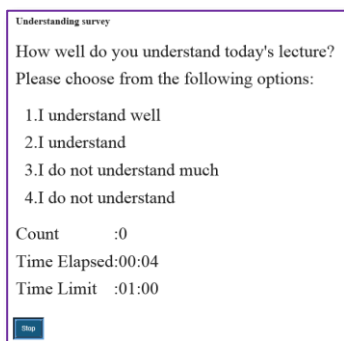 Understanding survey
How well do you understand today's lecture?
Please choose from the following options:
1.I understand well
2.I understand
3.I do not understand much
4.I do not understand
Count :0
Time Elapsed:00:04
Time Limit :01:00
Stop